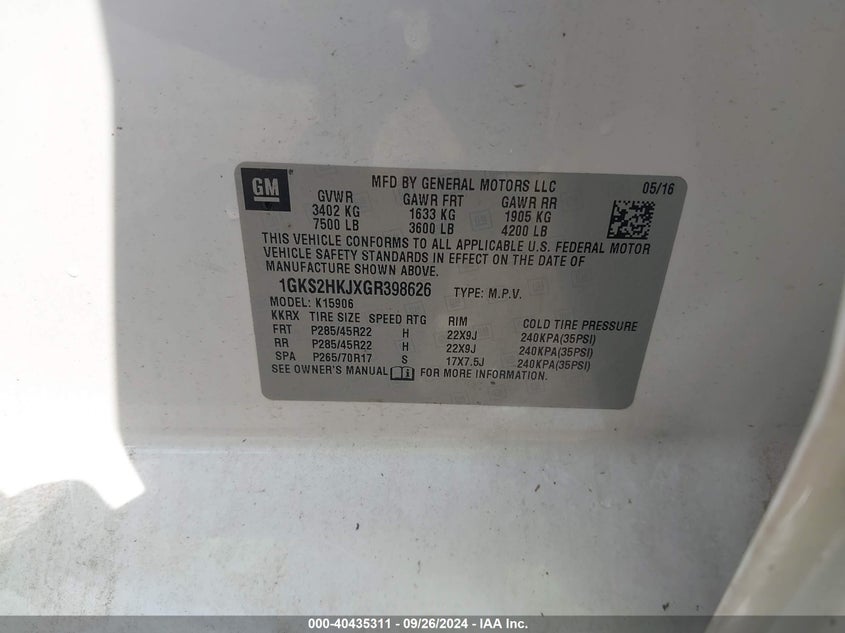 GM
MFD BY GENERAL MOTORS LLC 05/16
GVWR GAWR FRT GAWR RR
3402 KG 1633 KG 1905 KG
7500 LB 3600 LB 4200 LB
THIS VEHICLE CONFORMS TO ALL APPLICABLE U.S. FEDERAL MOTOR
VEHICLE SAFETY STANDARDS IN EFFECT ON THE DATE OF
MANUFACTURE SHOWN ABOVE.
1GKS2HKJXGR398626 TYPE: M.P.V.
MODEL: K15906
KKRX TIRE SIZE SPEED RTG RIM COLD TIRE PRESSURE
FRT P285/45R22 H 22X9J 240KPA(35PSI)
RR P285/45R22 H 22X9J 240KPA(35PSI)
SPA P265/70R17 S 17X7.5J 240KPA(35PSI)
SEE OWNER'S MANUAL FOR MORE INFORMATION.
000-40435311 - 09/26/2024 - IAA Inc.